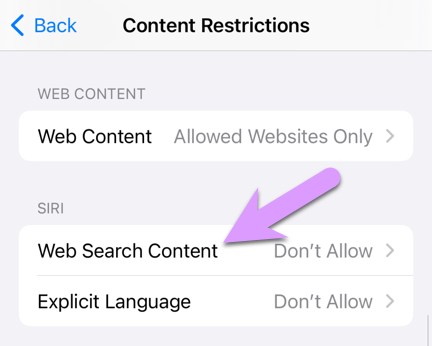 Back Content Restrictions
WEB CONTENT
Web Content Allowed Websites Only
SIRI
Web Search Content Don’t Allow
Explicit Language Don’t Allow